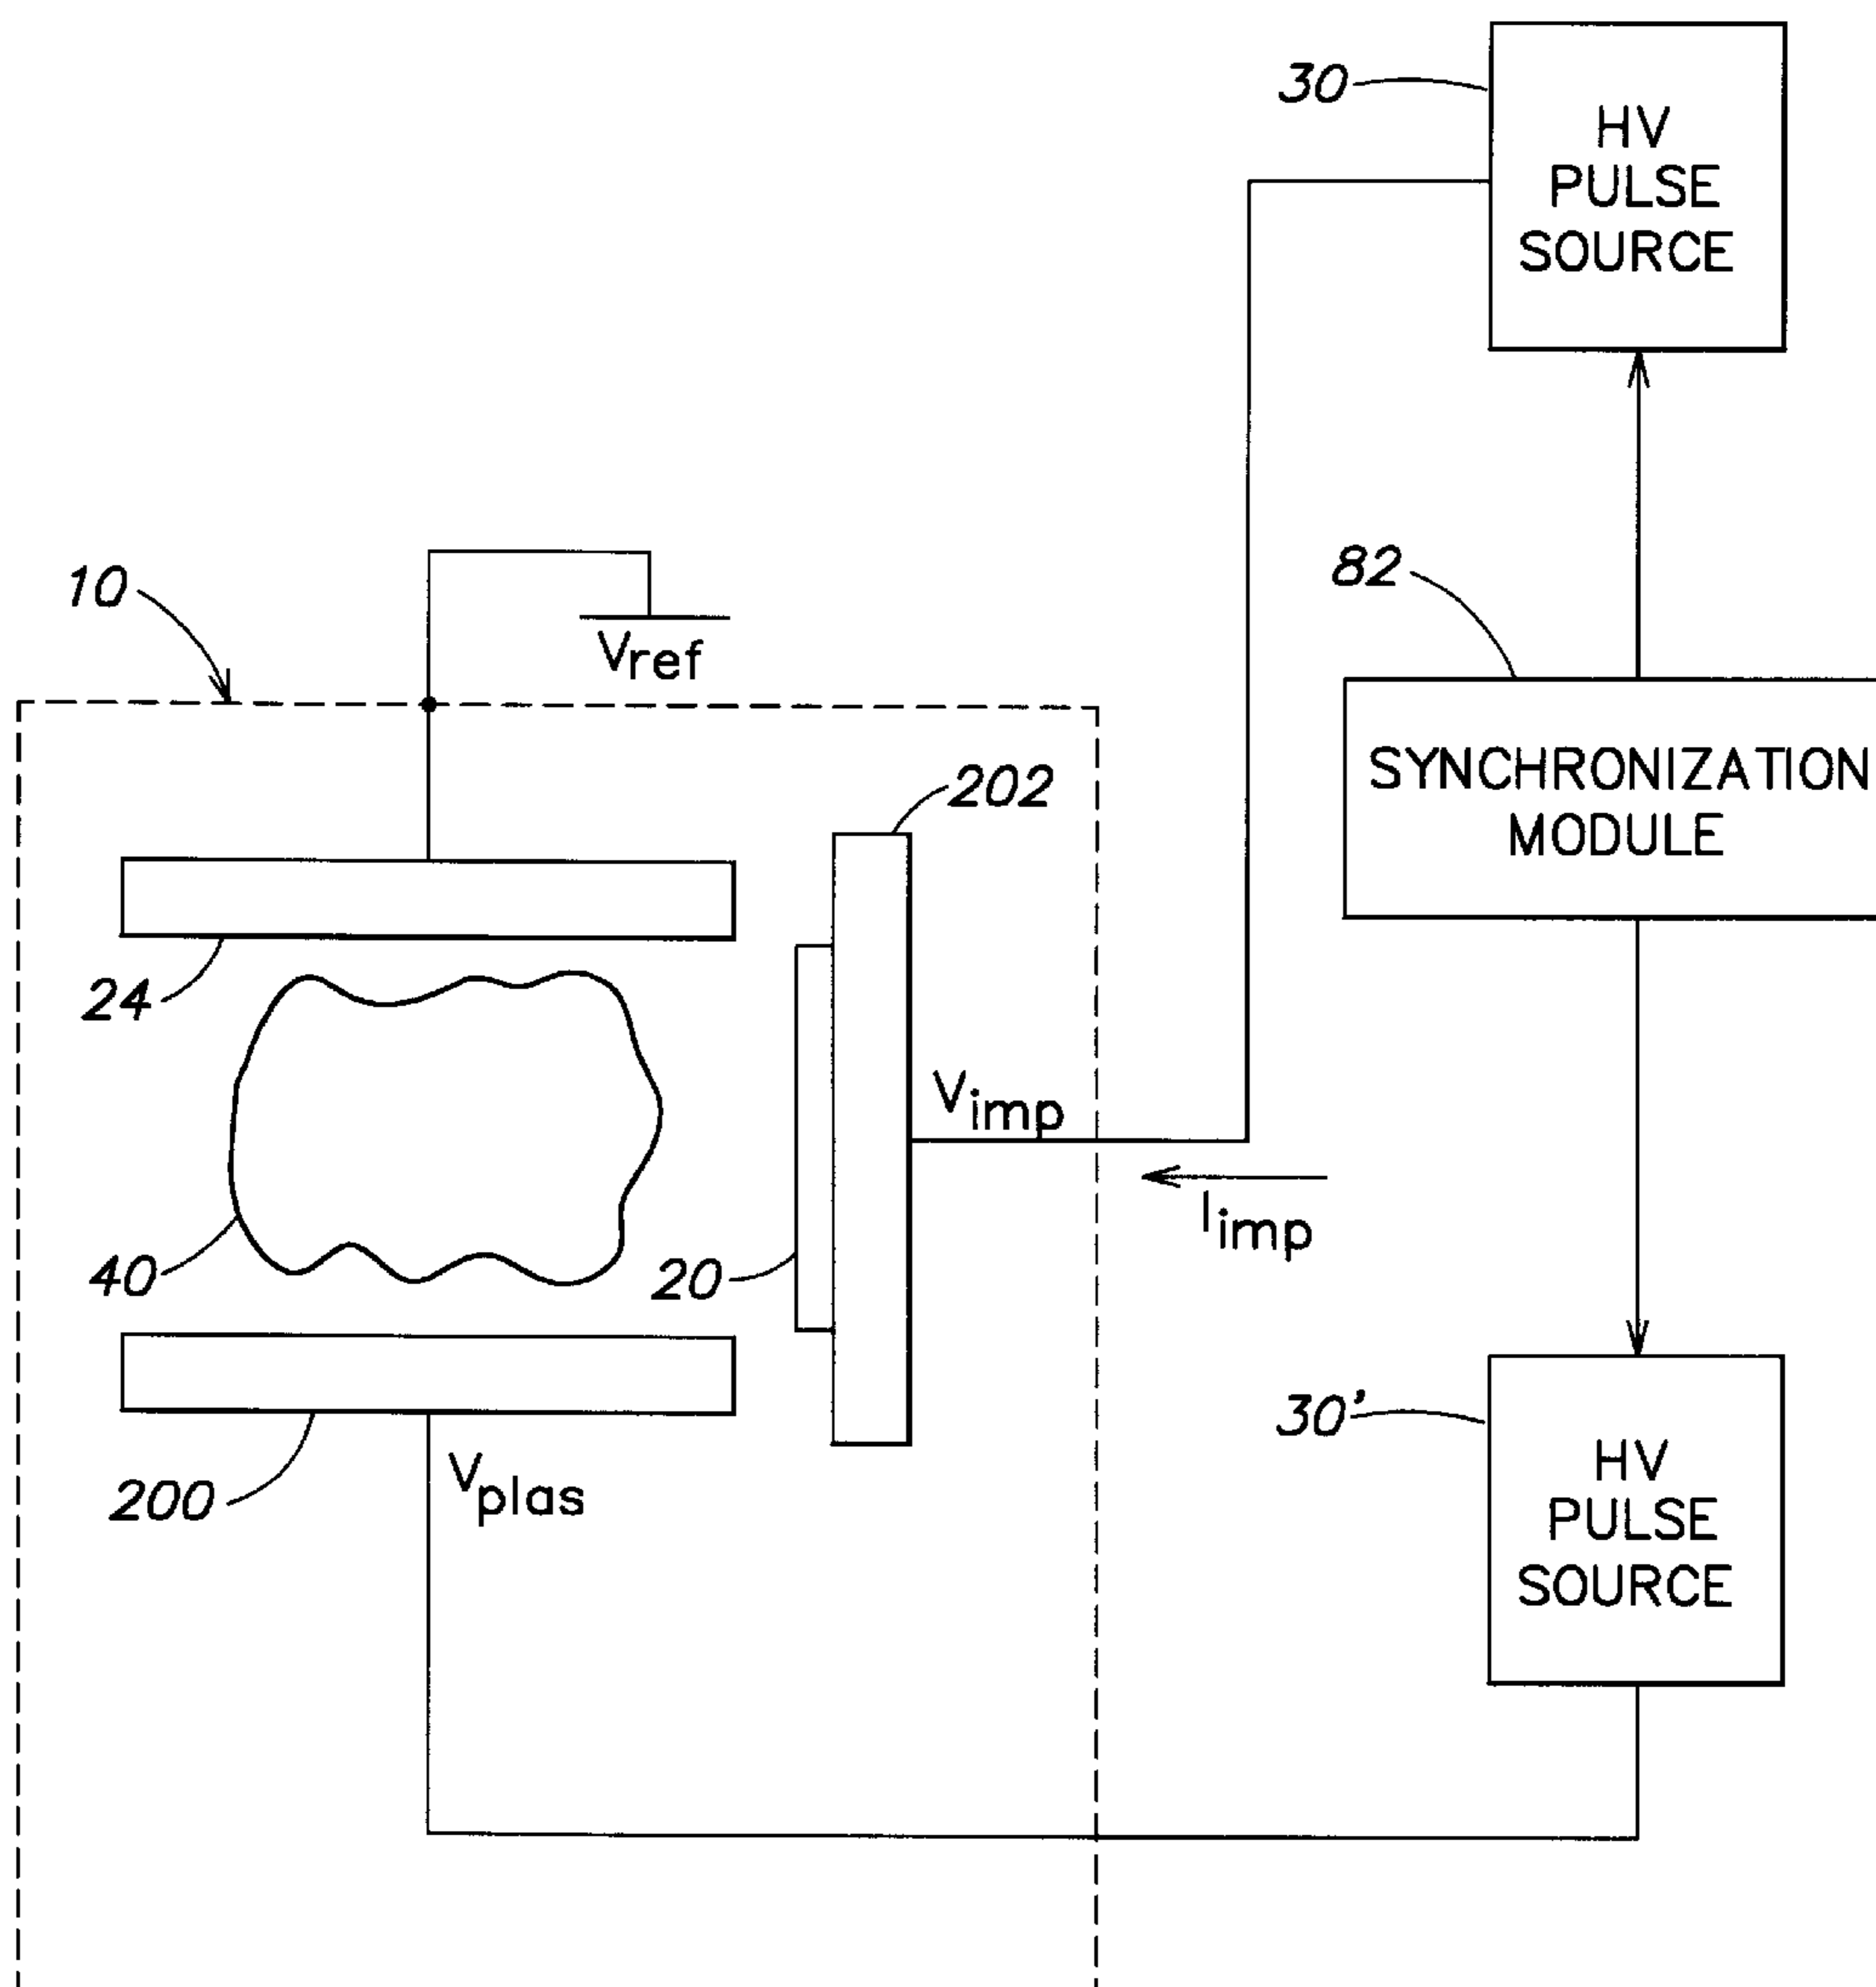 30
HV
PULSE
SOURCE
82
10
Vref
SYNCHRONIZATION
MODULE
202
24
Vimp
Iimp
40
20
30'
HV
PULSE
SOURCE
200
Vplas